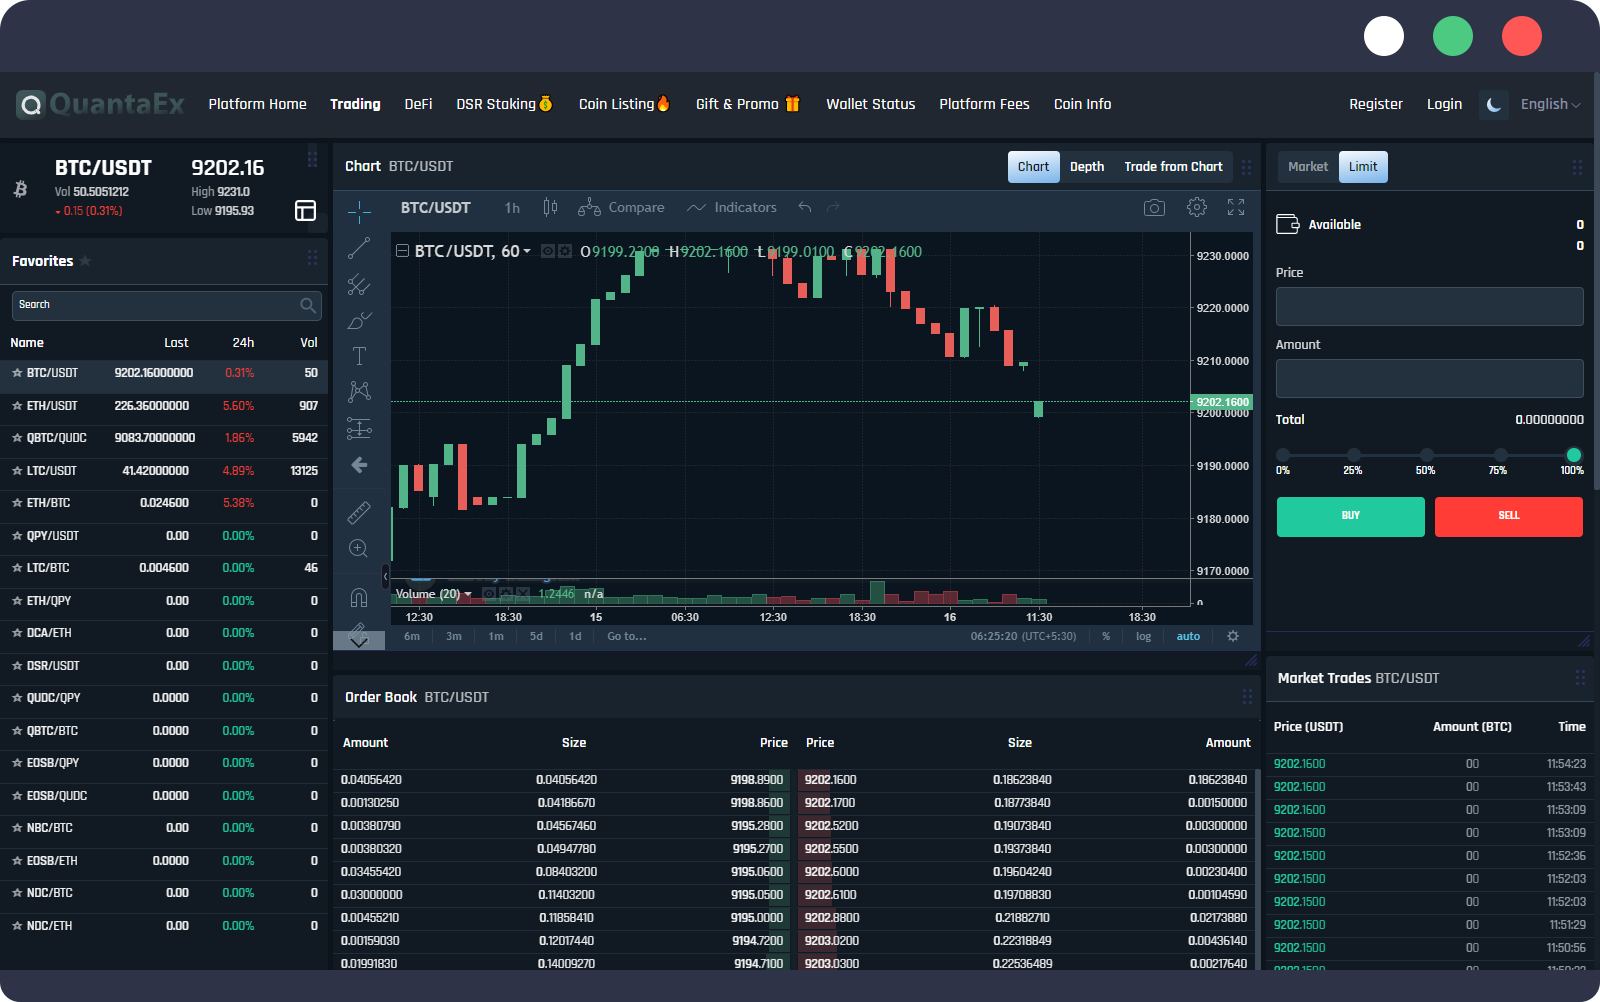 QuantaEx Platform Home Trading DeFi DSR Staking Coin Listing Gift & Promo Wallet Status Platform Fees Coin Info Register Login English
BTC/USDT 9202.16
Vol 50.5051212 High 9231.0
0.15 (0.31%) Low 9195.93
Favorites
Search
Name Last 24h Vol
BTC/USDT 9202.16000000 0.31% 50
ETH/USDT 226.36000000 5.60% 907
QBTC/QUDC 9083.70000000 1.86% 5942
LTC/USDT 41.42000000 4.89% 13125
ETH/BTC 0.024600 5.38% 0
QPY/USDT 0.00 0.00% 0
LTC/BTC 0.004600 0.00% 46
ETH/QPY 0.00 0.00% 0
DCA/ETH 0.00 0.00% 0
DSR/USDT 0.00 0.00% 0
QUDC/QPY 0.0000 0.00% 0
QBTC/BTC 0.00 0.00% 0
EOSB/QPY 0.0000 0.00% 0
EOSB/QUDC 0.0000 0.00% 0
NBC/BTC 0.00 0.00% 0
EOSB/ETH 0.0000 0.00% 0
NDC/BTC 0.00 0.00% 0
NDC/ETH 0.00 0.00% 0
Chart BTC/USDT Chart Depth Trade from Chart
BTC/USDT 1h Compare Indicators
BTC/USDT, 60 O9199.2300 H9202.1600 L9199.0100 C9202.1600
9230.0000
9220.0000
9210.0000
9202.1600
9200.0000
9190.0000
9180.0000
9170.0000
Volume (20) 1.2446 n/a
0
12:30 18:30 15 06:30 12:30 18:30 16 11:30 18:30
6m 3m 1m 5d 1d Go to... 06:25:20 (UTC+5:30) % log auto
Order Book BTC/USDT
Amount Size Price Price Size Amount
0.04056420 0.04056420 9198.8900 9202.1600 0.18623840 0.18623840
0.00130250 0.04186670 9198.8600 9202.1700 0.18773840 0.00150000
0.00380790 0.04567460 9195.2800 9202.5200 0.19073840 0.00300000
0.00380320 0.04947780 9195.2700 9202.5500 0.19373840 0.00300000
0.03455420 0.08403200 9195.0600 9202.6000 0.19604240 0.00230400
0.03000000 0.11403200 9195.0500 9202.6100 0.19708830 0.00104590
0.00455210 0.11858410 9195.0000 9202.8800 0.21882710 0.02173880
0.00159030 0.12017440 9194.7200 9203.0200 0.22318849 0.00436140
0.01991830 0.14009270 9194.7100 9203.0300 0.22536489 0.00217640
Market Limit
Available 0
0
Price
Amount
Total 0.00000000
0% 25% 50% 75% 100%
BUY SELL
Market Trades BTC/USDT
Price (USDT) Amount (BTC) Time
9202.1600 00 11:54:23
9202.1600 00 11:53:43
9202.1600 00 11:53:09
9202.1500 00 11:53:09
9202.1500 00 11:52:36
9202.1500 00 11:52:03
9202.1500 00 11:52:03
9202.1500 00 11:51:29
9202.1500 00 11:50:56